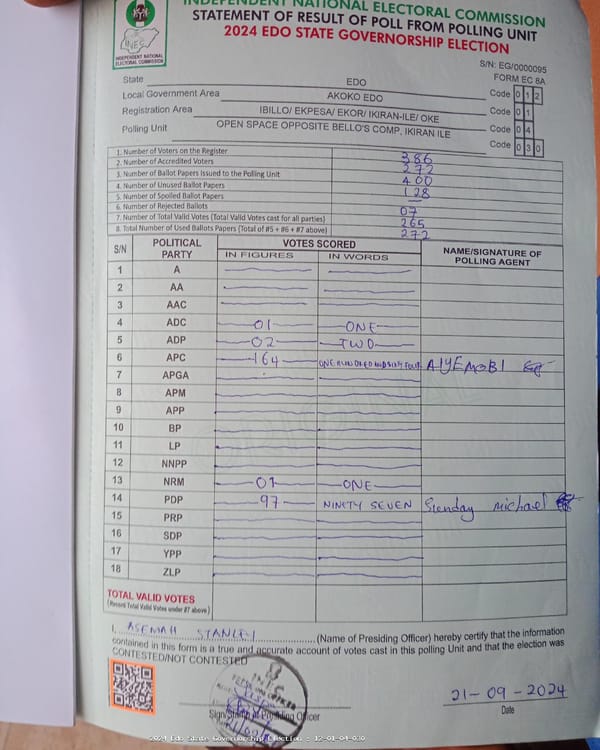 INDEPENDENT NATIONAL ELECTORAL COMMISSION
STATEMENT OF RESULT OF POLL FROM POLLING UNIT
2024 EDO STATE GOVERNORSHIP ELECTION
INEC
INDEPENDENT NATIONAL
ELECTORAL COMMISSION
S/N: EG/0000095
FORM EC 8A
State EDO
Local Government Area AKOKO EDO Code 0 1 2
Registration Area IBILLO/ EKPESA/ EKOR/ IKIRAN-ILE/ OKE Code 0 1
Polling Unit OPEN SPACE OPPOSITE BELLO'S COMP, IKIRAN ILE Code 0 4
Code 0 3 0
1. Number of Voters on the Register 386
2. Number of Accredited Voters 272
3. Number of Ballot Papers Issued to the Polling Unit 400
4. Number of Unused Ballot Papers 128
5. Number of Spoiled Ballot Papers —
6. Number of Rejected Ballots 07
7. Number of Total Valid Votes (Total Valid Votes cast for all parties) 265
8. Total Number of Used Ballots Papers (Total of #5 + #6 + #7 above) 272
S/N POLITICAL PARTY VOTES SCORED NAME/SIGNATURE OF POLLING AGENT
IN FIGURES IN WORDS
1 A
2 AA
3 AAC
4 ADC 01 ONE
5 ADP 02 TWO
6 APC 164 ONE HUNDRED AND SIXTY FOUR AIYEMOBI
7 APGA
8 APM
9 APP
10 BP
11 LP
12 NNPP
13 NRM 01 ONE
14 PDP 97 NINETY SEVEN Sunday michael
15 PRP
16 SDP
17 YPP
18 ZLP
TOTAL VALID VOTES
(Record Total Valid Votes under #7 above)
I, ASEMAH STANLEY (Name of Presiding Officer) hereby certify that the information
contained in this form is a true and accurate account of votes cast in this polling Unit and that the election was
CONTESTED/NOT CONTESTED
21-09-2024
Sign/Stamp of Presiding Officer
Date
2024 Edo State Governorship Election : 12-01-04-030